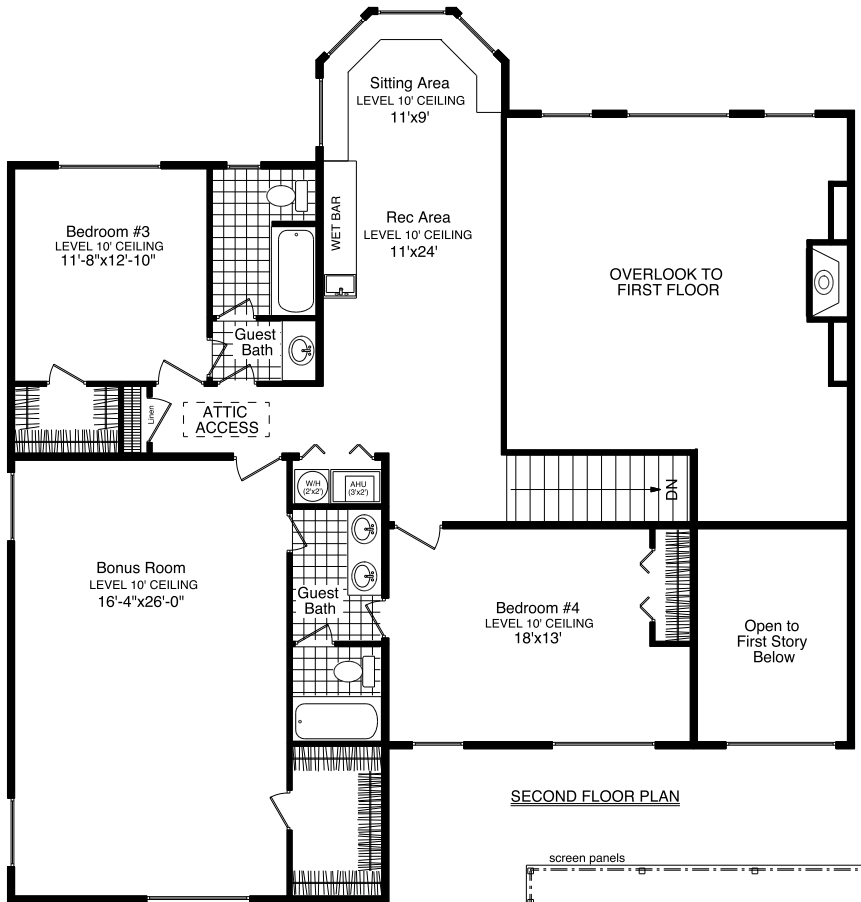 Sitting Area
LEVEL 10' CEILING
11'x9'
WET BAR
Rec Area
LEVEL 10' CEILING
11'x24'
Bedroom #3
LEVEL 10' CEILING
11'-8"x12'-10"
OVERLOOK TO
FIRST FLOOR
Guest
Bath
Linen
ATTIC
ACCESS
W/H
(2'x2')
AHU
(3'x2')
DN
Bonus Room
LEVEL 10' CEILING
16'-4"x26'-0"
Guest
Bath
Bedroom #4
LEVEL 10' CEILING
18'x13'
Open to
First Story
Below
SECOND FLOOR PLAN
screen panels